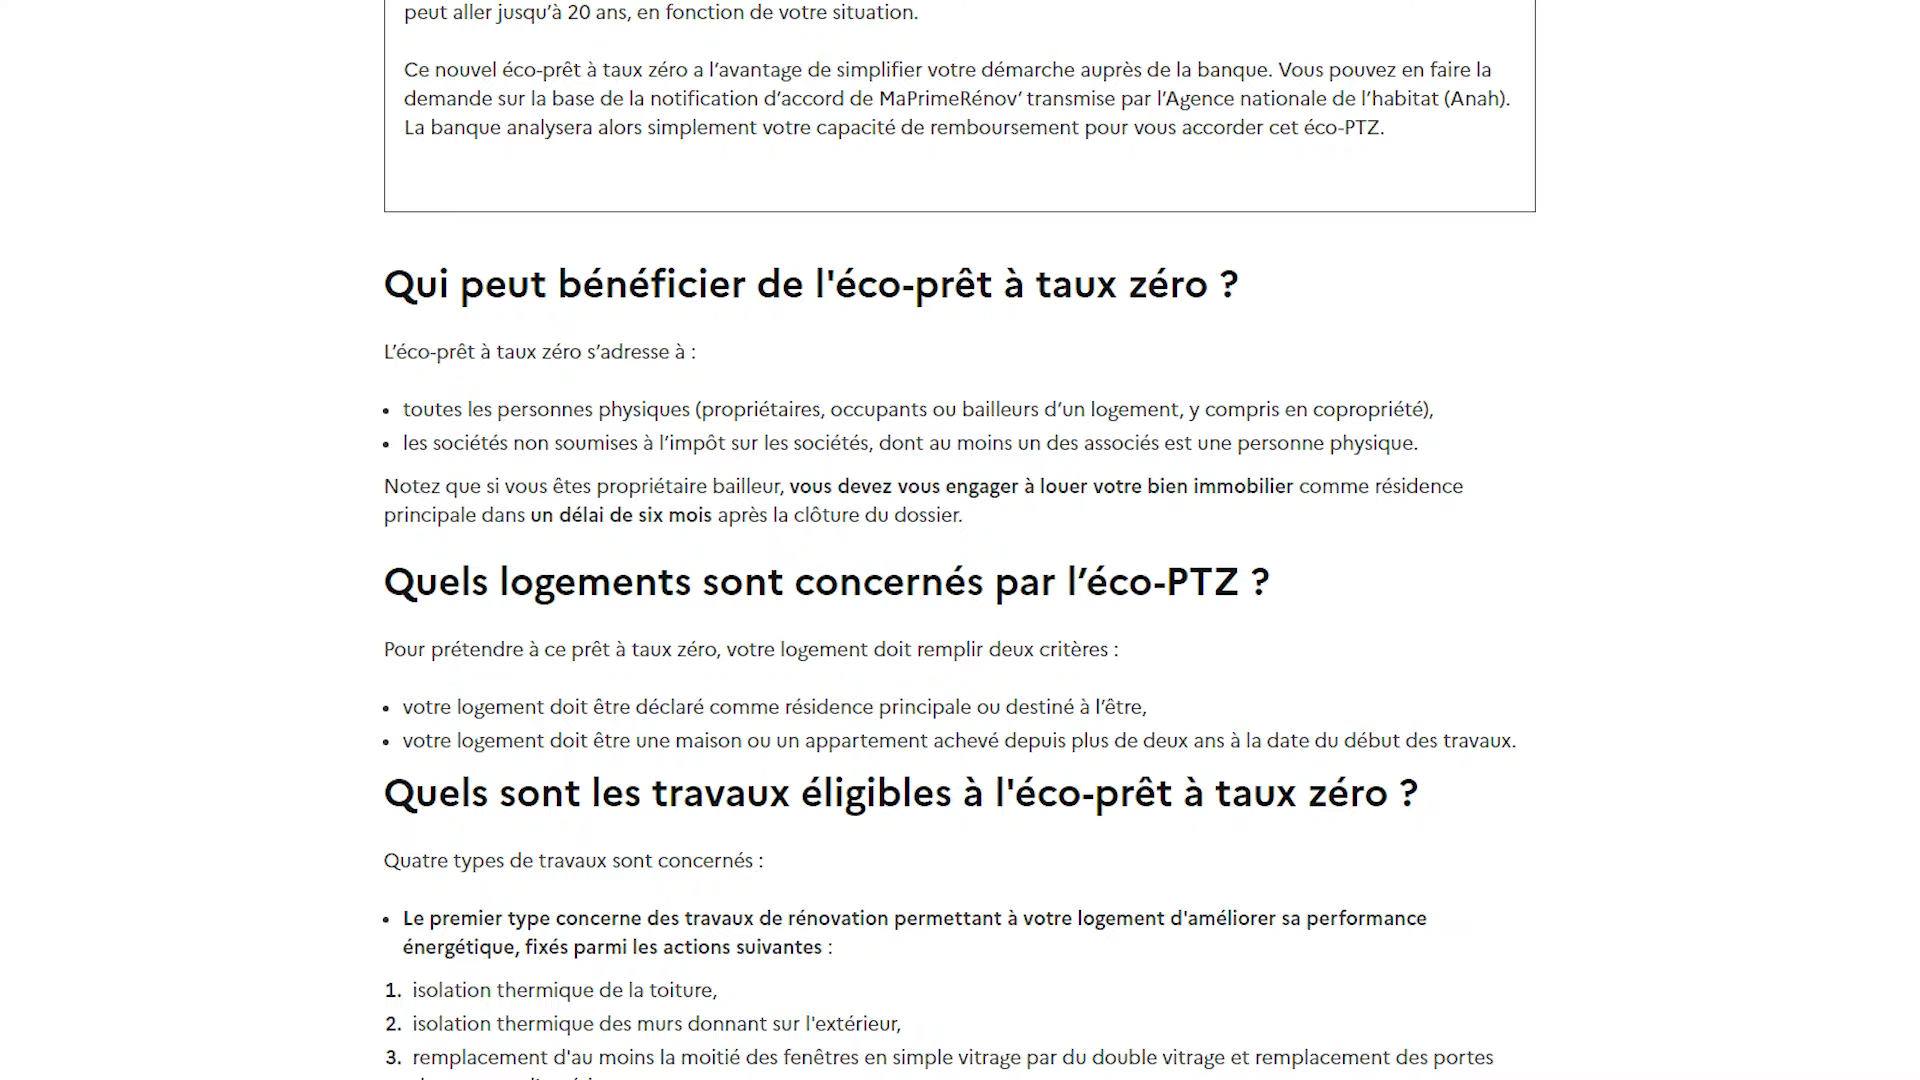 peut aller jusqu’à 20 ans, en fonction de votre situation.
Ce nouvel éco-prêt à taux zéro a l’avantage de simplifier votre démarche auprès de la banque. Vous pouvez en faire la
demande sur la base de la notification d’accord de MaPrimeRénov’ transmise par l’Agence nationale de l’habitat (Anah).
La banque analysera alors simplement votre capacité de remboursement pour vous accorder cet éco-PTZ.
Qui peut bénéficier de l'éco-prêt à taux zéro ?
L’éco-prêt à taux zéro s’adresse à :
• toutes les personnes physiques (propriétaires, occupants ou bailleurs d’un logement, y compris en copropriété),
• les sociétés non soumises à l’impôt sur les sociétés, dont au moins un des associés est une personne physique.
Notez que si vous êtes propriétaire bailleur, vous devez vous engager à louer votre bien immobilier comme résidence
principale dans un délai de six mois après la clôture du dossier.
Quels logements sont concernés par l’éco-PTZ ?
Pour prétendre à ce prêt à taux zéro, votre logement doit remplir deux critères :
• votre logement doit être déclaré comme résidence principale ou destiné à l’être,
• votre logement doit être une maison ou un appartement achevé depuis plus de deux ans à la date du début des travaux.
Quels sont les travaux éligibles à l'éco-prêt à taux zéro ?
Quatre types de travaux sont concernés :
• Le premier type concerne des travaux de rénovation permettant à votre logement d'améliorer sa performance
énergétique, fixés parmi les actions suivantes :
1. isolation thermique de la toiture,
2. isolation thermique des murs donnant sur l'extérieur,
3. remplacement d'au moins la moitié des fenêtres en simple vitrage par du double vitrage et remplacement des portes